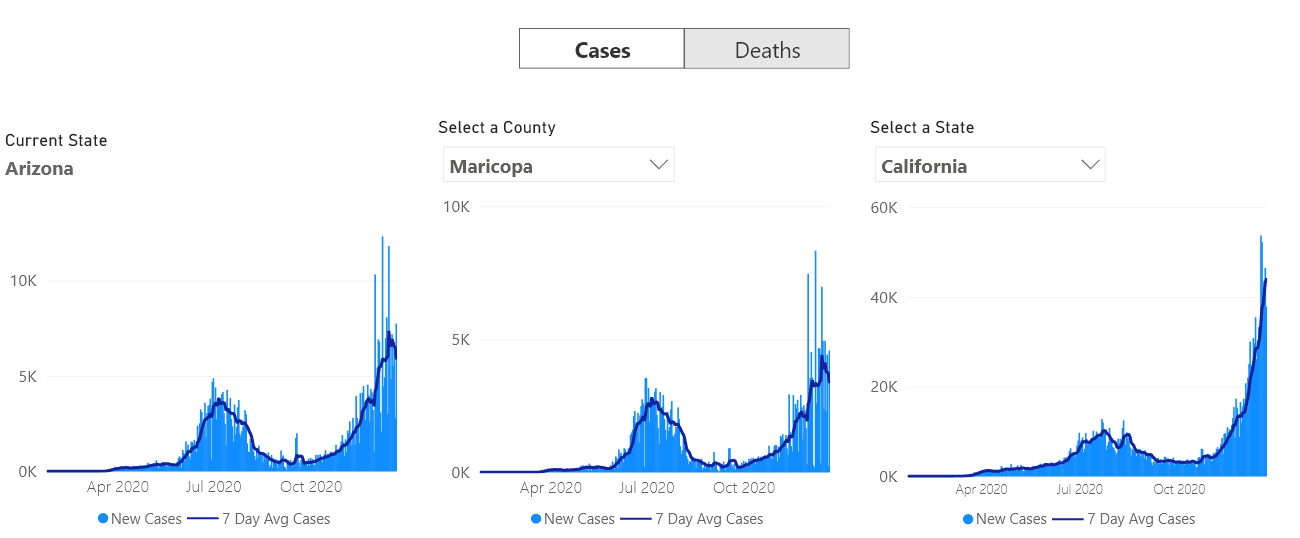 Cases
Deaths
Current State
Arizona
10K
5K
0K
Apr 2020
Jul 2020
Oct 2020
New Cases
7 Day Avg Cases
Select a County
Maricopa
10K
5K
0K
Apr 2020
Jul 2020
Oct 2020
New Cases
7 Day Avg Cases
Select a State
California
60K
40K
20K
0K
Apr 2020
Jul 2020
Oct 2020
New Cases
7 Day Avg Cases